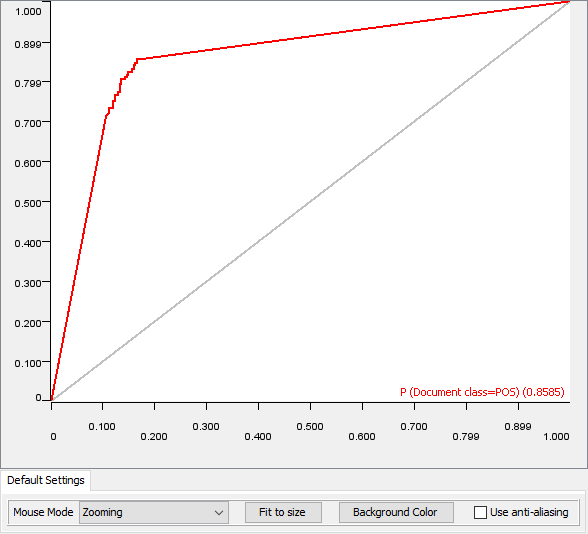 1.000
0.899
0.799
0.700
0.600
0.500
0.400
0.300
0.200
0.100
0
P (Document class=POS) (0.8585)
0 0.100 0.200 0.300 0.400 0.500 0.600 0.700 0.799 0.899 1.000
Default Settings
Mouse Mode Zooming Fit to size Background Color Use anti-aliasing